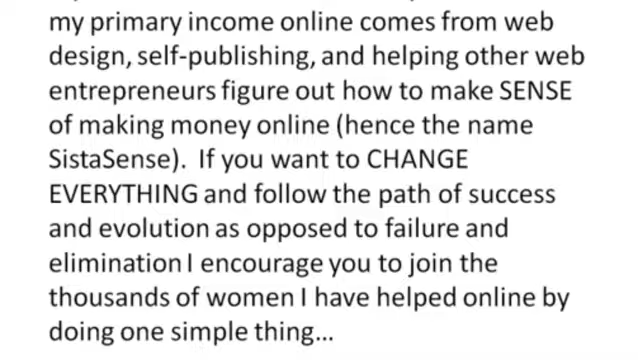 my primary income online comes from web
design, self-publishing, and helping other web
entrepreneurs figure out how to make SENSE
of making money online (hence the name
SistaSense).  If you want to CHANGE
EVERYTHING and follow the path of success
and evolution as opposed to failure and
elimination I encourage you to join the
thousands of women I have helped online by
doing one simple thing...